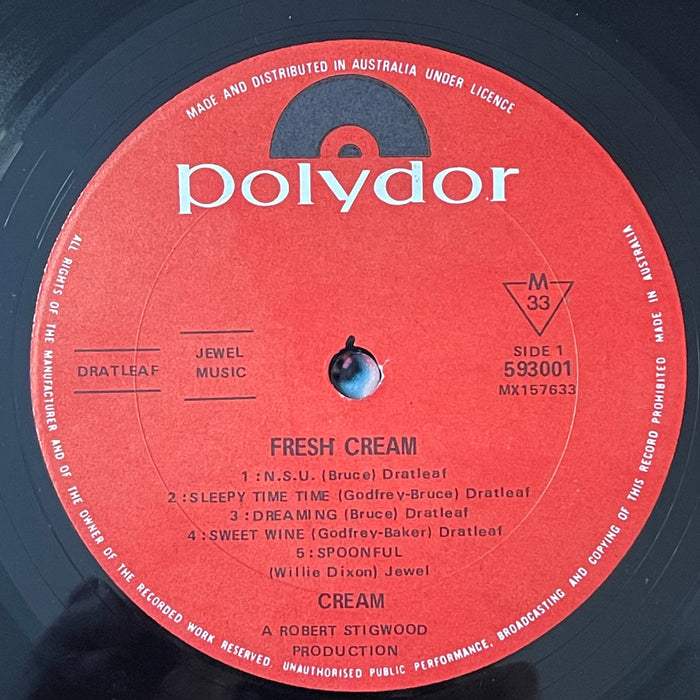 MADE AND DISTRIBUTED IN AUSTRALIA UNDER LICENCE
polydor
M
33
SIDE 1
593001
MX157633
DRATLEAF
JEWEL
MUSIC
FRESH CREAM
1 : N.S.U. (Bruce) Dratleaf
2 : SLEEPY TIME TIME (Godfrey-Bruce) Dratleaf
3 : DREAMING (Bruce) Dratleaf
4 : SWEET WINE (Godfrey-Baker) Dratleaf
5 : SPOONFUL
(Willie Dixon) Jewel
CREAM
A ROBERT STIGWOOD
PRODUCTION
ALL RIGHTS OF THE MANUFACTURER AND OF THE OWNER OF THE RECORDED WORK RESERVED. UNAUTHORISED PUBLIC PERFORMANCE, BROADCASTING AND COPYING OF THIS RECORD PROHIBITED MADE IN AUSTRALIA